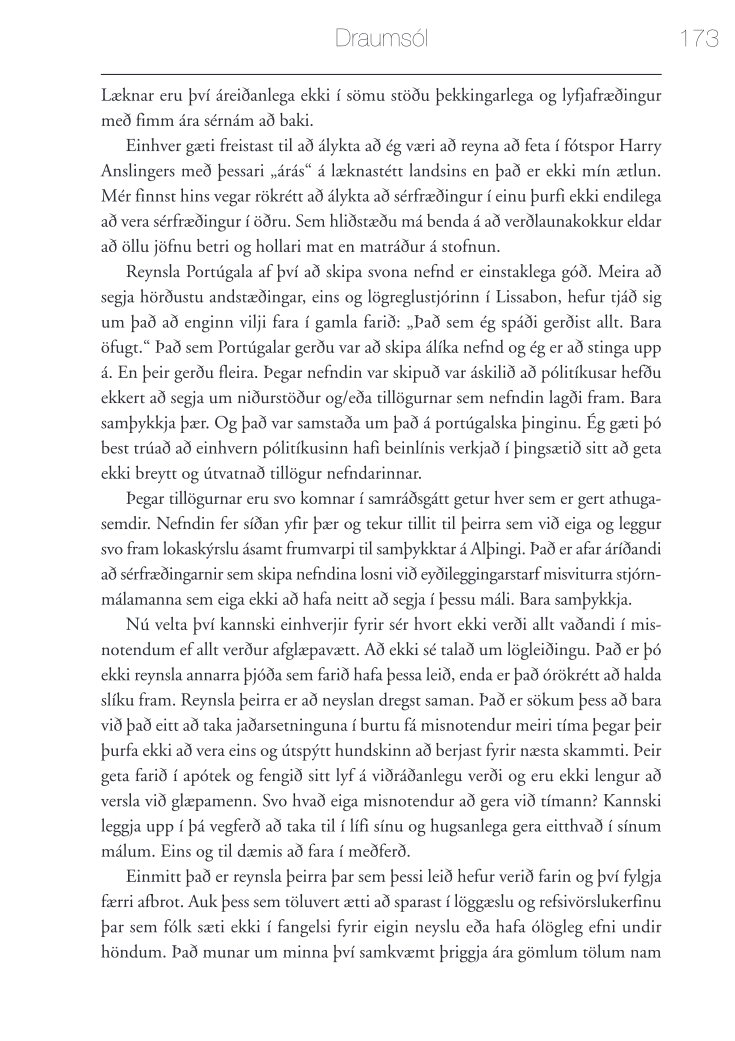 Draumsól 173
Læknar eru því áreiðanlega ekki í sömu stöðu þekkingarlega og lyfjafræðingur
með fimm ára sérnám að baki.
Einhver gæti freistast til að álykta að ég væri að reyna að feta í fótspor Harry
Anslingers með þessari „árás“ á læknastétt landsins en það er ekki mín ætlun.
Mér finnst hins vegar rökrétt að álykta að sérfræðingur í einu þurfi ekki endilega
að vera sérfræðingur í öðru. Sem hliðstæðu má benda á að verðlaunakokkur eldar
að öllu jöfnu betri og hollari mat en matráður á stofnun.
Reynsla Portúgala af því að skipa svona nefnd er einstaklega góð. Meira að
segja hörðustu andstæðingar, eins og lögreglustjórinn í Lissabon, hefur tjáð sig
um það að enginn vilji fara í gamla farið: „Það sem ég spáði gerðist allt. Bara
öfugt.“ Það sem Portúgalar gerðu var að skipa álíka nefnd og ég er að stinga upp
á. En þeir gerðu fleira. Þegar nefndin var skipuð var áskilið að pólitíkusar hefðu
ekkert að segja um niðurstöður og/eða tillögurnar sem nefndin lagði fram. Bara
samþykkja þær. Og það var samstaða um það á portúgalska þinginu. Ég gæti þó
best trúað að einhvern pólitíkusinn hafi beinlínis verkjað í þingsætið sitt að geta
ekki breytt og útvatnað tillögur nefndarinnar.
Þegar tillögurnar eru svo komnar í samráðsgátt getur hver sem er gert athuga-
semdir. Nefndin fer síðan yfir þær og tekur tillit til þeirra sem við eiga og leggur
svo fram lokaskýrslu ásamt frumvarpi til samþykktar á Alþingi. Það er afar áríðandi
að sérfræðingarnir sem skipa nefndina losni við eyðileggingarstarf misviturra stjórn-
málamanna sem eiga ekki að hafa neitt að segja í þessu máli. Bara samþykkja.
Nú velta því kannski einhverjir fyrir sér hvort ekki verði allt vaðandi í mis-
notendum ef allt verður afglæpavætt. Að ekki sé talað um lögleiðingu. Það er þó
ekki reynsla annarra þjóða sem farið hafa þessa leið, enda er það órökrétt að halda
slíku fram. Reynsla þeirra er að neyslan dregst saman. Það er sökum þess að bara
við það eitt að taka jaðarsetninguna í burtu fá misnotendur meiri tíma þegar þeir
þurfa ekki að vera eins og útspýtt hundskinn að berjast fyrir næsta skammti. Þeir
geta farið í apótek og fengið sitt lyf á viðráðanlegu verði og eru ekki lengur að
versla við glæpamenn. Svo hvað eiga misnotendur að gera við tímann? Kannski
leggja upp í þá vegferð að taka til í lífi sínu og hugsanlega gera eitthvað í sínum
málum. Eins og til dæmis að fara í meðferð.
Einmitt það er reynsla þeirra þar sem þessi leið hefur verið farin og því fylgja
færri afbrot. Auk þess sem töluvert ætti að sparast í löggæslu og refsivörslukerfinu
þar sem fólk sæti ekki í fangelsi fyrir eigin neyslu eða hafa ólögleg efni undir
höndum. Það munar um minna því samkvæmt þriggja ára gömlum tölum nam